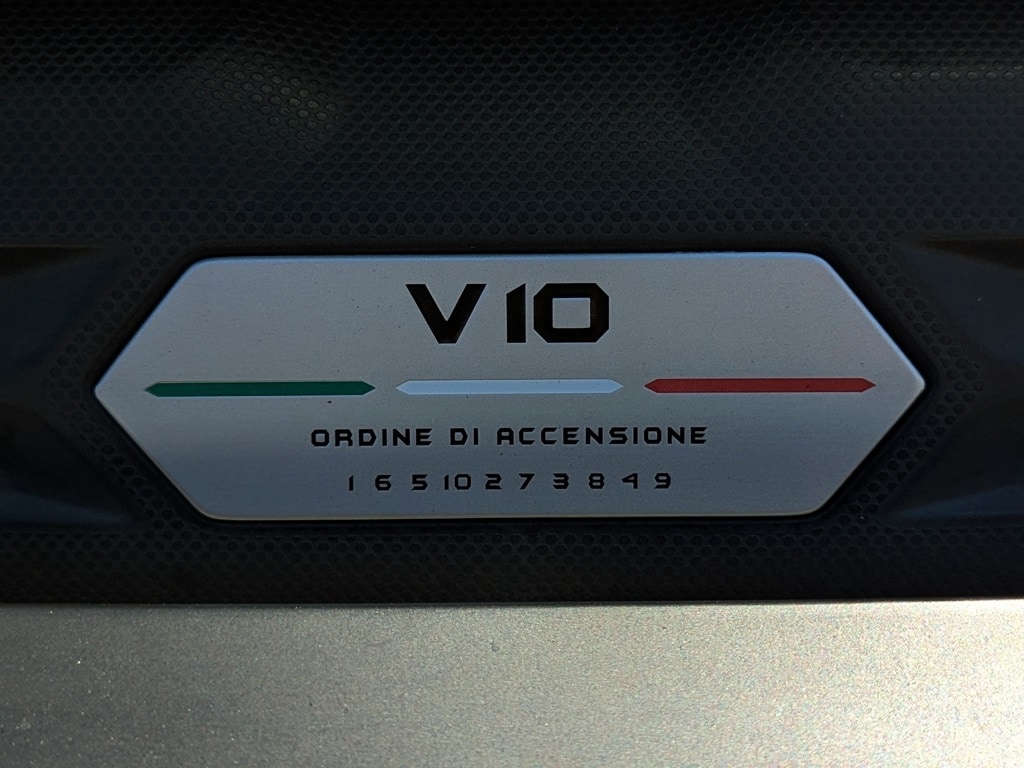 V10
ORDINE DI ACCENSIONE
1 6 5 10 2 7 3 8 4 9